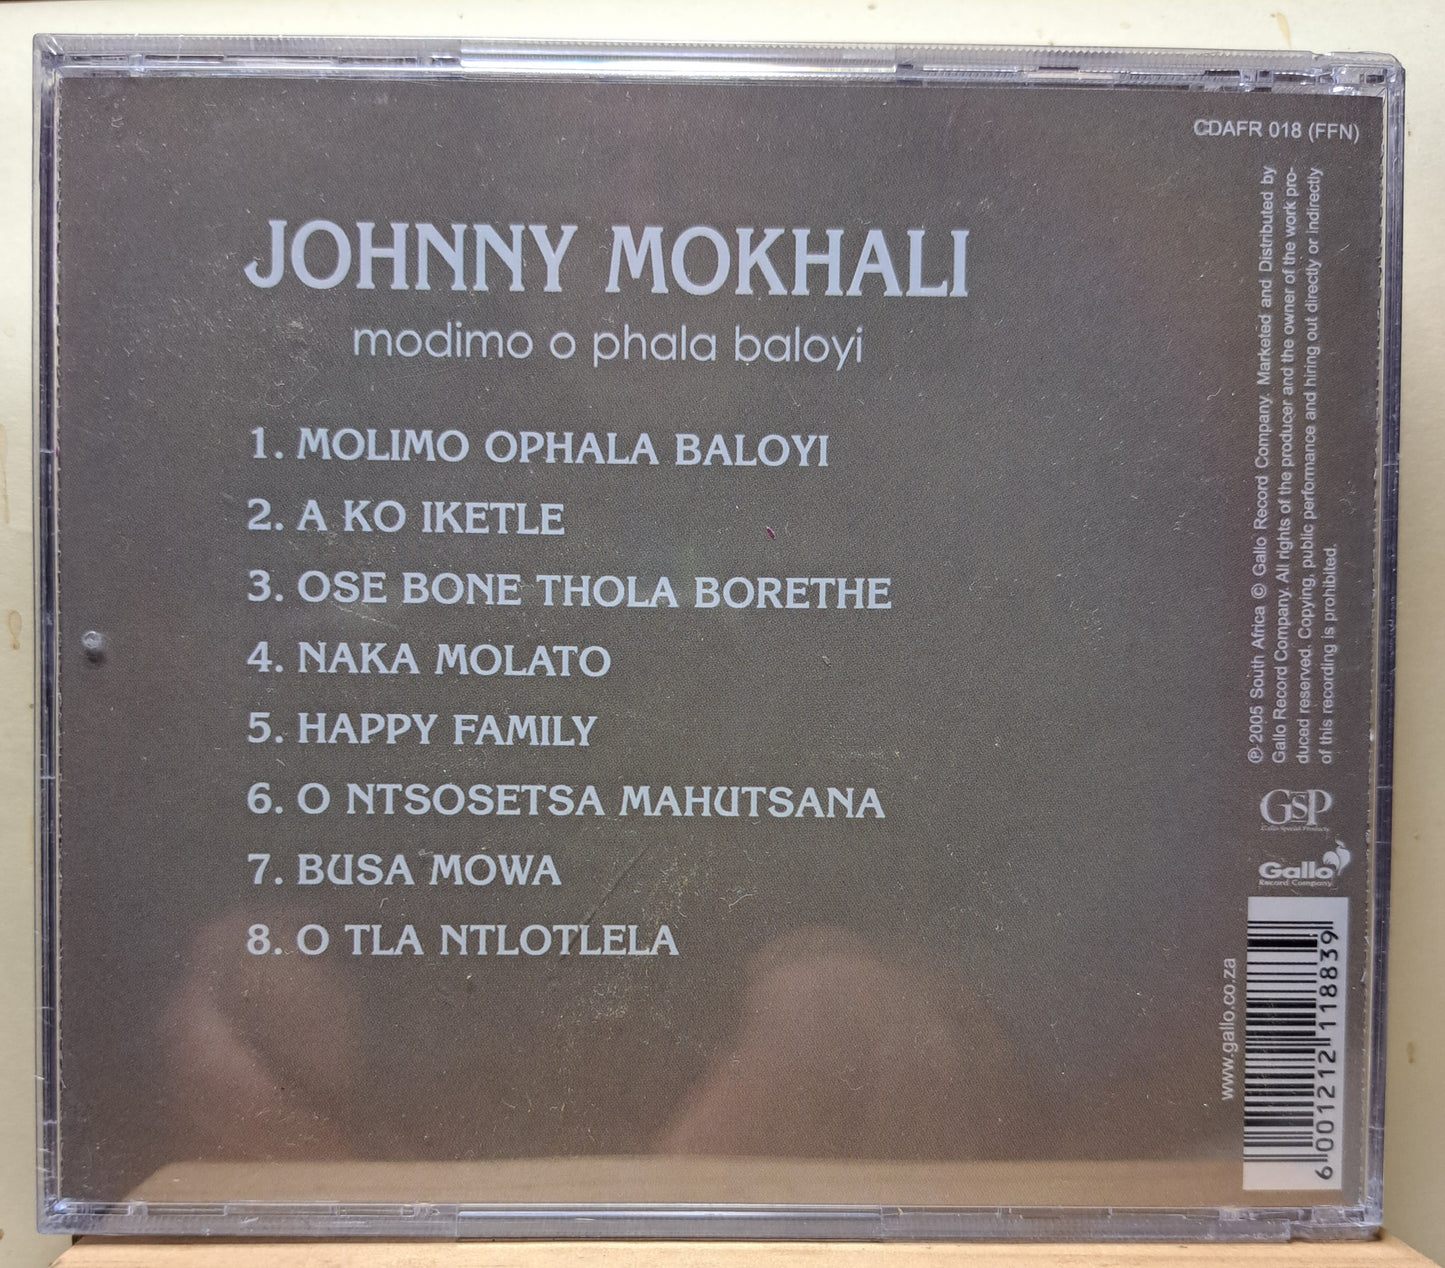 CDAFR 018 (FFN)
JOHNNY MOKHALI
modimo o phala baloyi
1. MOLIMO OPHALA BALOYI
2. A KO IKETLE
3. OSE BONE THOLA BORETHE
4. NAKA MOLATO
5. HAPPY FAMILY
6. O NTSOSETSA MAHUTSANA
7. BUSA MOWA
8. O TLA NTLOTLELA
℗ 2005 South Africa © Gallo Record Company. Marketed and Distributed by
Gallo Record Company. All rights of the producer and the owner of the work pro-
duced reserved. Copying, public performance and hiring out directly or indirectly
of this recording is prohibited.
GSP
Gallo Special Products
Gallo
Record Company
www.gallo.co.za
6 001212 118839